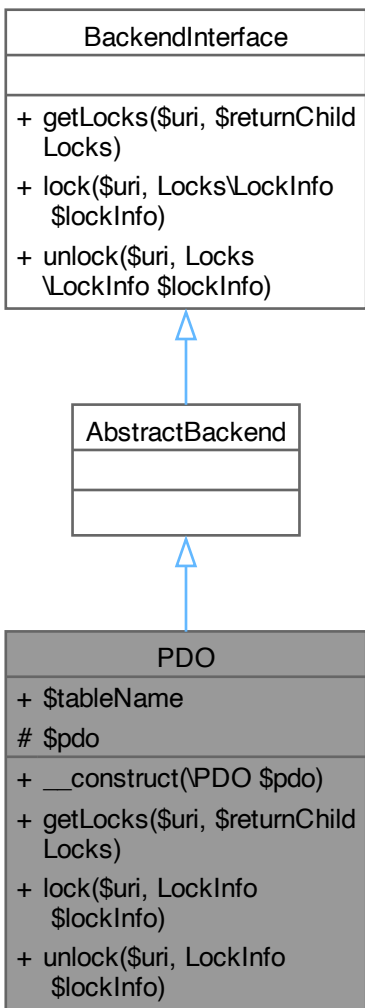 BackendInterface
+ getLocks($uri, $returnChild
Locks)
+ lock($uri, Locks\LockInfo
$lockInfo)
+ unlock($uri, Locks
\LockInfo $lockInfo)
AbstractBackend
PDO
+ $tableName
# $pdo
+ __construct(\PDO $pdo)
+ getLocks($uri, $returnChild
Locks)
+ lock($uri, LockInfo
$lockInfo)
+ unlock($uri, LockInfo
$lockInfo)